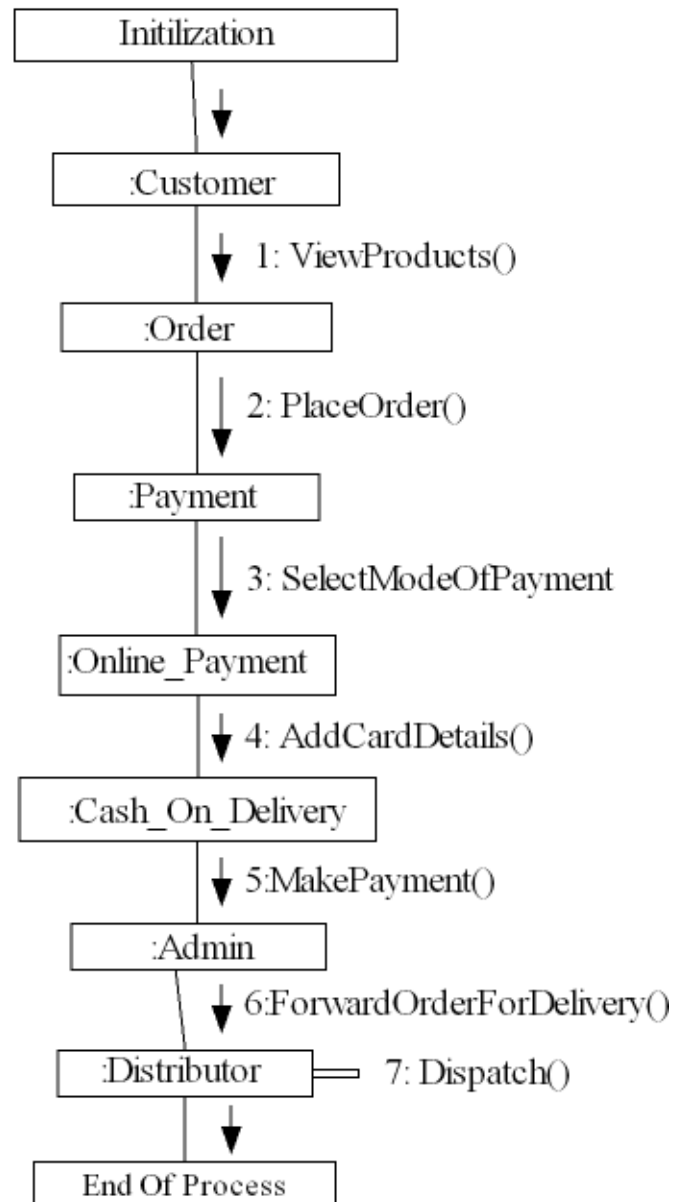 Initilization
:Customer
1: ViewProducts()
:Order
2: PlaceOrder()
:Payment
3: SelectModeOfPayment
:Online_Payment
4: AddCardDetails()
:Cash_On_Delivery
5:MakePayment()
:Admin
6:ForwardOrderForDelivery()
:Distributor
7: Dispatch()
End Of Process